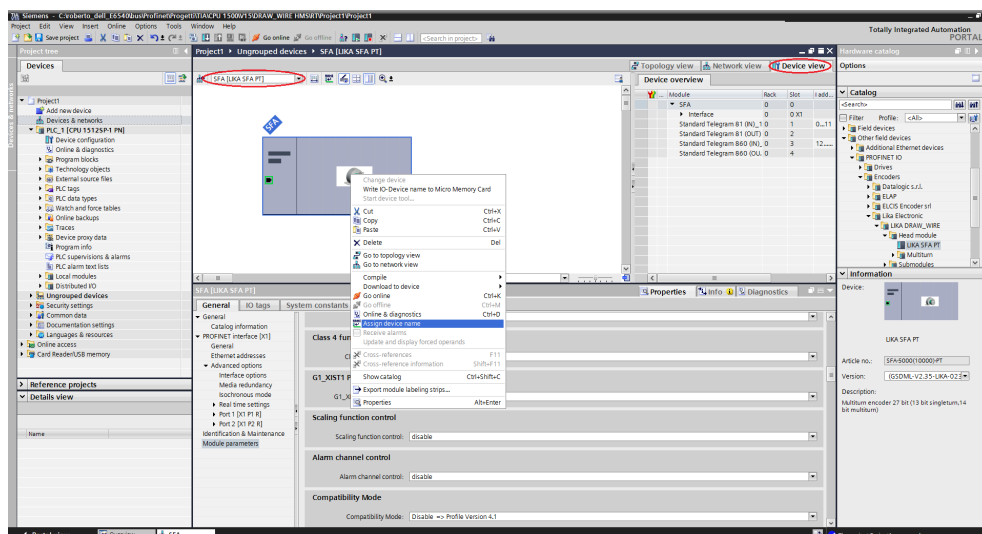 Siemens - C:\roberto_dell_E6540\bus\Profinet\Progetti\TIA\CPU 1500V15\DRAW_WIRE HMS\RT\Project1\Project1
Project Edit View Insert Online Options Tools Window Help
Totally Integrated Automation
PORTAL
Save project
Go online
Go offline
<Search in project>
Project tree
Project1 ▸ Ungrouped devices ▸ SFA [LIKA SFA PT]
Hardware catalog
Devices
Topology view
Network view
Device view
Options
SFA [LIKA SFA PT]
Device overview
Module Rack Slot I add...
SFA 0 0
Interface 0 0 X1
Standard Telegram 81 (IN)_1 0 1 0...11
Standard Telegram 81 (OUT) 0 2
Standard Telegram 860 (IN)_ 0 3 12......
Standard Telegram 860 (OU. 0 4
Devices & networks
Project1
Add new device
Devices & networks
PLC_1 [CPU 1512SP-1 PN]
Device configuration
Online & diagnostics
Program blocks
Technology objects
External source files
PLC tags
PLC data types
Watch and force tables
Online backups
Traces
Device proxy data
Program info
PLC supervisions & alarms
PLC alarm text lists
Local modules
Distributed I/O
Ungrouped devices
Security settings
Common data
Documentation settings
Languages & resources
Online access
Card Reader/USB memory
Reference projects
Details view
Name
SFA
Change device
Write IO-Device name to Micro Memory Card
Start device tool...
Cut Ctrl+X
Copy Ctrl+C
Paste Ctrl+V
Delete Del
Go to topology view
Go to network view
Compile
Download to device
Go online Ctrl+K
Go offline Ctrl+M
Online & diagnostics Ctrl+D
Assign device name
Receive alarms
Update and display forced operands
Cross-references F11
Cross-reference information Shift+F11
Show catalog Ctrl+Shift+C
Export module labeling strips...
Properties Alt+Enter
SFA [LIKA SFA PT]
Properties
Info
Diagnostics
General
IO tags
System constants
General
Catalog information
PROFINET interface [X1]
General
Ethernet addresses
Advanced options
Interface options
Media redundancy
Isochronous mode
Real time settings
Port 1 [X1 P1 R]
Port 2 [X1 P2 R]
Identification & Maintenance
Module parameters
Class 4 fun
G1_XIST1 P
Scaling function control
Scaling function control: disable
Alarm channel control
Alarm channel control: disable
Compatibility Mode
Compatibility Mode: Disable => Profile Version 4.1
Catalog
<Search>
Filter Profile: <All>
Field devices
Other field devices
Additional Ethernet devices
PROFINET IO
Drives
Encoders
Datalogic s.r.l.
ELAP
ELCIS Encoder srl
Lika Electronic
LIKA DRAW_WIRE
Head module
LIKA SFA PT
Multitum
Submodules
Information
Device:
LIKA SFA PT
Article no.: SFA-5000(10000)-PT
Version: (GSDML-V2.35-LIKA-023
Description:
Multitum encoder 27 bit (13 bit singletum,14 bit multitum)